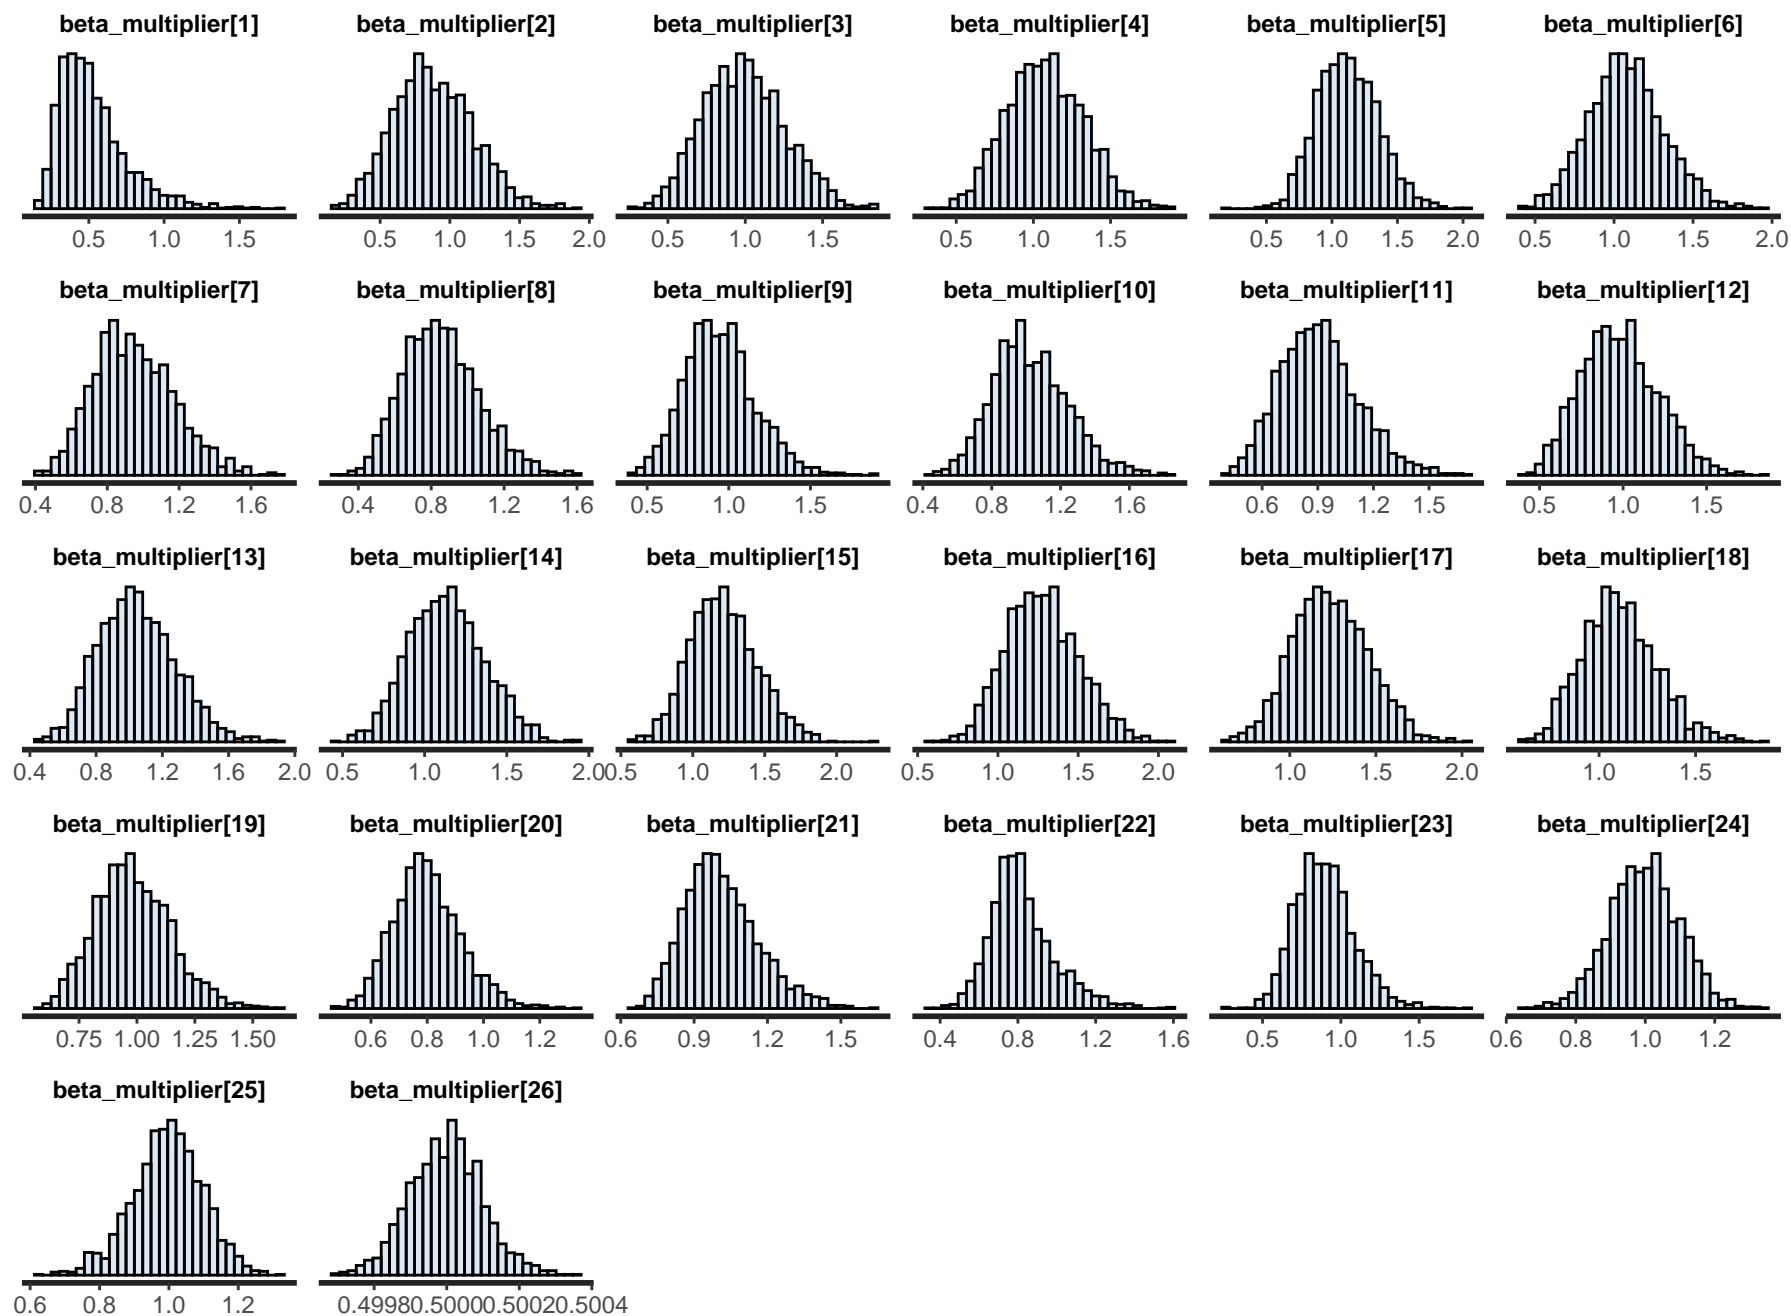 beta_multiplier[1] beta_multiplier[2] beta_multiplier[3] beta_multiplier[4] beta_multiplier[5] beta_multiplier[6]
0.5 1.0 1.5 0.5 1.0 1.5 2.0 0.5 1.0 1.5 0.5 1.0 1.5 0.5 1.0 1.5 2.0 0.5 1.0 1.5 2.0
beta_multiplier[7] beta_multiplier[8] beta_multiplier[9] beta_multiplier[10] beta_multiplier[11] beta_multiplier[12]
0.4 0.8 1.2 1.6 0.4 0.8 1.2 1.6 0.5 1.0 1.5 0.4 0.8 1.2 1.6 0.6 0.9 1.2 1.5 0.5 1.0 1.5
beta_multiplier[13] beta_multiplier[14] beta_multiplier[15] beta_multiplier[16] beta_multiplier[17] beta_multiplier[18]
0.4 0.8 1.2 1.6 2.0 0.5 1.0 1.5 2.0 0.5 1.0 1.5 2.0 0.5 1.0 1.5 2.0 1.0 1.5 2.0 1.0 1.5
beta_multiplier[19] beta_multiplier[20] beta_multiplier[21] beta_multiplier[22] beta_multiplier[23] beta_multiplier[24]
0.75 1.00 1.25 1.50 0.6 0.8 1.0 1.2 0.6 0.9 1.2 1.5 0.4 0.8 1.2 1.6 0.5 1.0 1.5 0.6 0.8 1.0 1.2
beta_multiplier[25] beta_multiplier[26]
0.6 0.8 1.0 1.2 0.4998 0.5000 0.5002 0.5004